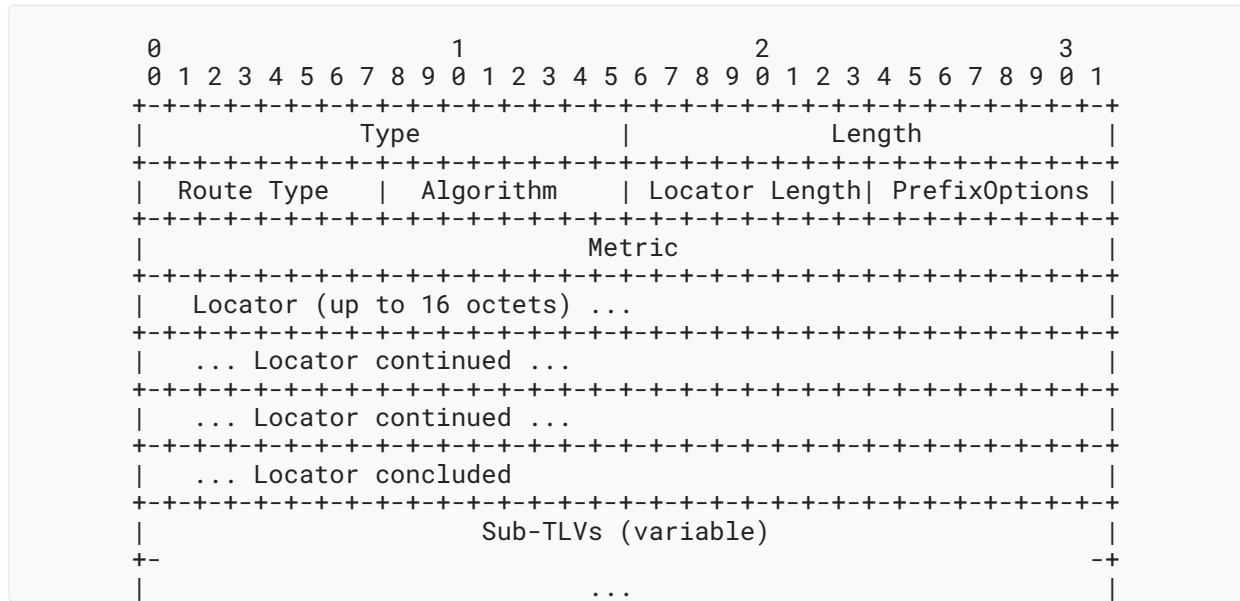 0                   1                   2                   3
 0 1 2 3 4 5 6 7 8 9 0 1 2 3 4 5 6 7 8 9 0 1 2 3 4 5 6 7 8 9 0 1
+-+-+-+-+-+-+-+-+-+-+-+-+-+-+-+-+-+-+-+-+-+-+-+-+-+-+-+-+-+-+-+-+
|              Type             |             Length            |
+-+-+-+-+-+-+-+-+-+-+-+-+-+-+-+-+-+-+-+-+-+-+-+-+-+-+-+-+-+-+-+-+
|  Route Type   |  Algorithm    | Locator Length| PrefixOptions |
+-+-+-+-+-+-+-+-+-+-+-+-+-+-+-+-+-+-+-+-+-+-+-+-+-+-+-+-+-+-+-+-+
|                             Metric                            |
+-+-+-+-+-+-+-+-+-+-+-+-+-+-+-+-+-+-+-+-+-+-+-+-+-+-+-+-+-+-+-+-+
|   Locator (up to 16 octets) ...                               |
+-+-+-+-+-+-+-+-+-+-+-+-+-+-+-+-+-+-+-+-+-+-+-+-+-+-+-+-+-+-+-+-+
|   ... Locator continued ...                                   |
+-+-+-+-+-+-+-+-+-+-+-+-+-+-+-+-+-+-+-+-+-+-+-+-+-+-+-+-+-+-+-+-+
|   ... Locator continued ...                                   |
+-+-+-+-+-+-+-+-+-+-+-+-+-+-+-+-+-+-+-+-+-+-+-+-+-+-+-+-+-+-+-+-+
|   ... Locator concluded                                       |
+-+-+-+-+-+-+-+-+-+-+-+-+-+-+-+-+-+-+-+-+-+-+-+-+-+-+-+-+-+-+-+-+
|                      Sub-TLVs (variable)                      |
+-                                                             -+
|                             ...                               |